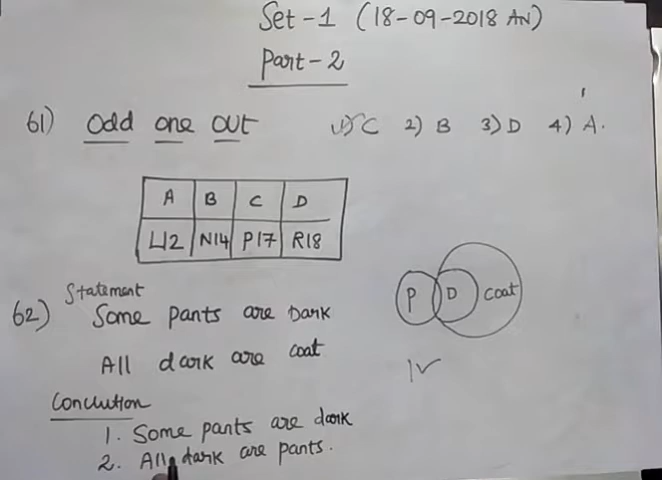 Set-1 (18-09-2018 AN)
Part-2
61) Odd one out 1) C 2) B 3) D 4) A.
A B C D
L12 N14 P17 R18
62) Statement
Some pants are Dark
P D coat
All dark are coat
1✓
Conclution
1. Some pants are dark
2. All dark are pants.